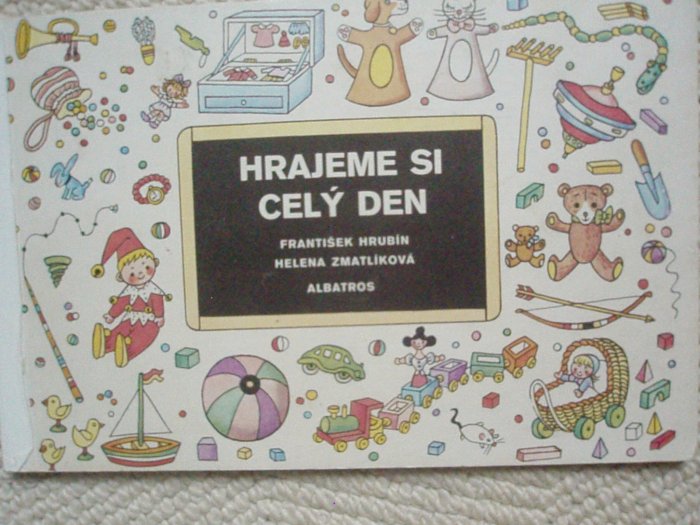 HRAJEME SI
CELÝ DEN
FRANTIŠEK HRUBÍN
HELENA ZMATLÍKOVÁ
ALBATROS